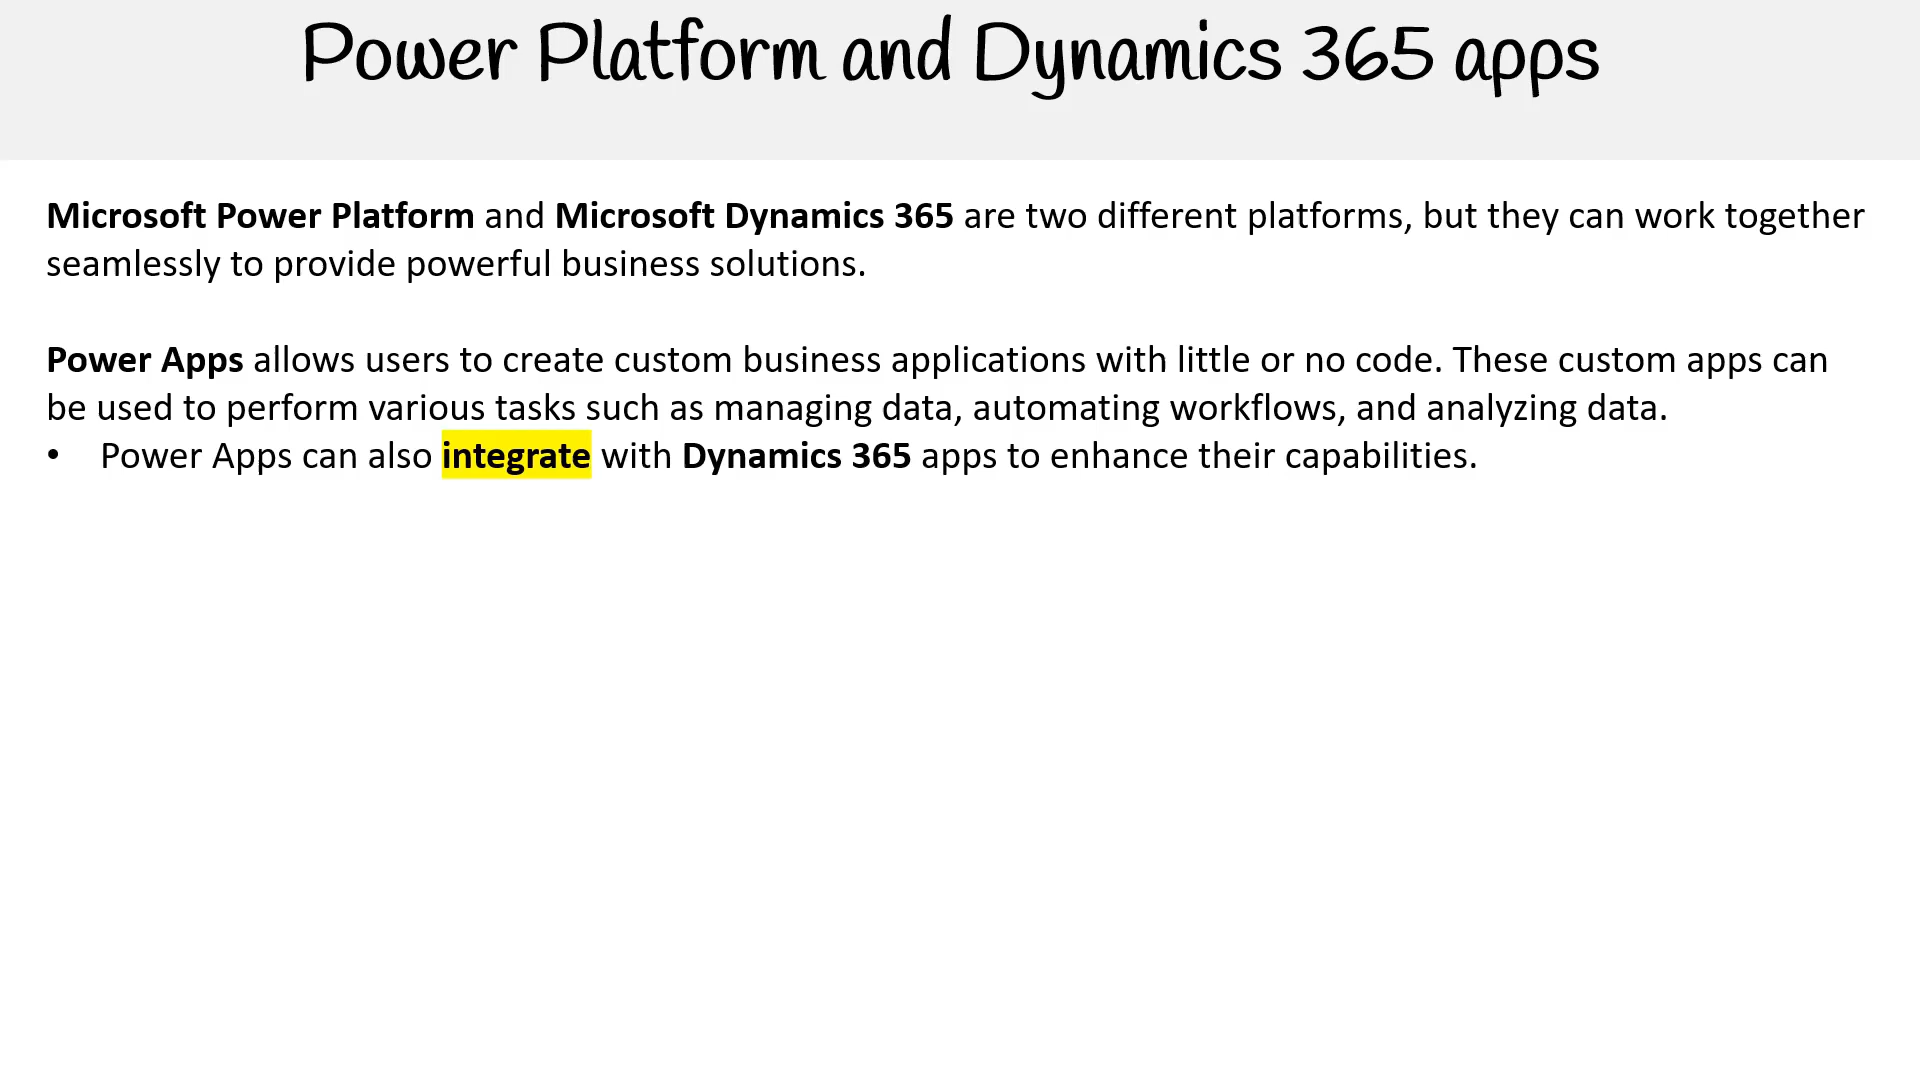 Power Platform and Dynamics 365 apps
Microsoft Power Platform and Microsoft Dynamics 365 are two different platforms, but they can work together
seamlessly to provide powerful business solutions.
Power Apps allows users to create custom business applications with little or no code. These custom apps can
be used to perform various tasks such as managing data, automating workflows, and analyzing data.
• Power Apps can also integrate with Dynamics 365 apps to enhance their capabilities.